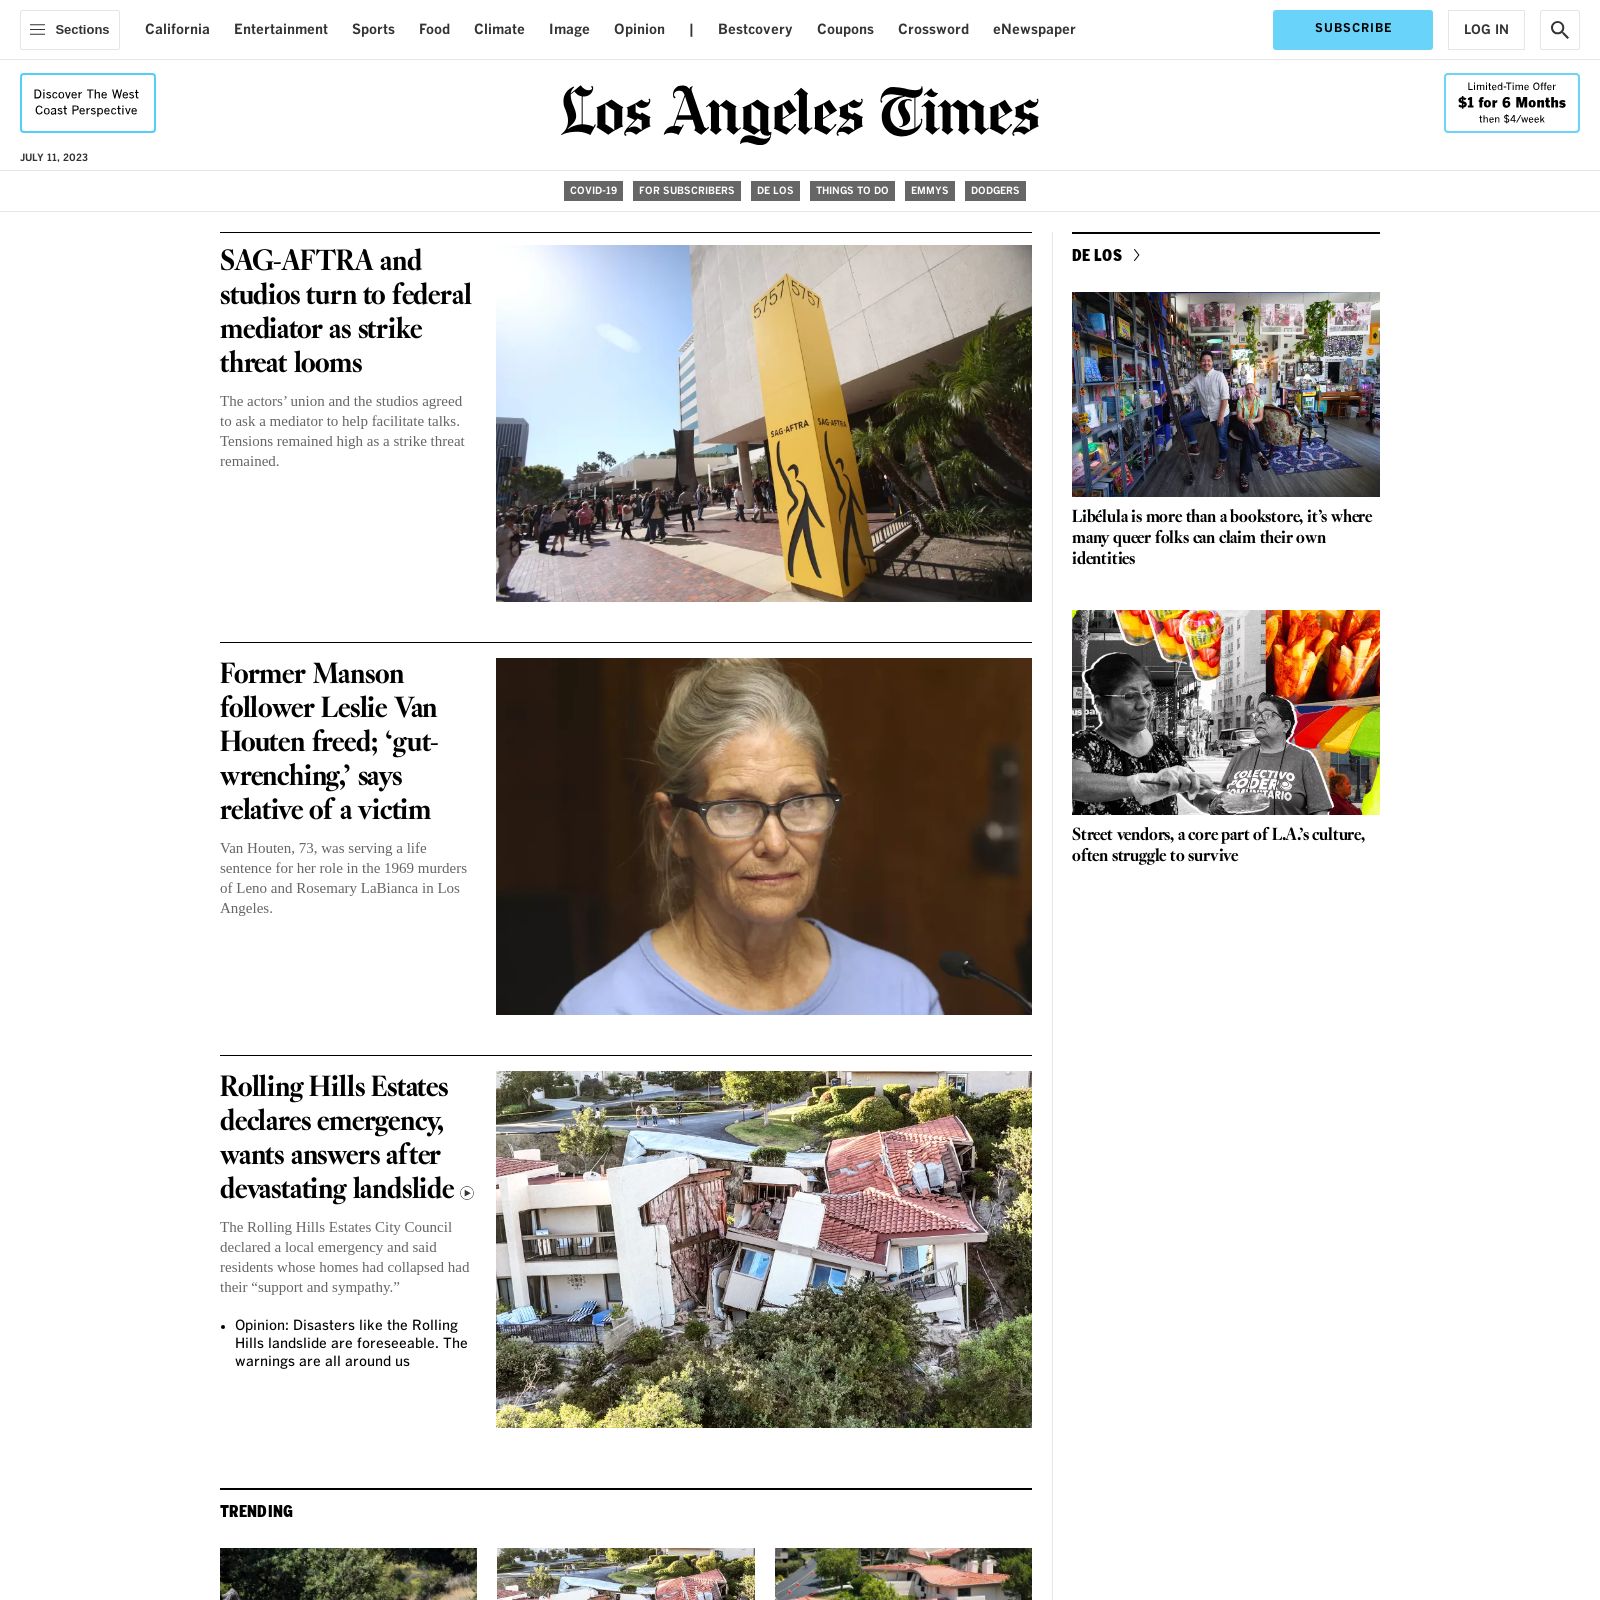 Sections
California
Entertainment
Sports
Food
Climate
Image
Opinion
|
Bestcovery
Coupons
Crossword
eNewspaper
SUBSCRIBE
LOG IN
Discover The West
Coast Perspective
Los Angeles Times
Limited-Time Offer
$1 for 6 Months
then $4/week
JULY 11, 2023
COVID-19
FOR SUBSCRIBERS
DE LOS
THINGS TO DO
EMMYS
DODGERS
SAG-AFTRA and
studios turn to federal
mediator as strike
threat looms
The actors’ union and the studios agreed
to ask a mediator to help facilitate talks.
Tensions remained high as a strike threat
remained.
5757 5757
SAG·AFTRA SAG·AFTRA
Former Manson
follower Leslie Van
Houten freed; ‘gut-
wrenching,’ says
relative of a victim
Van Houten, 73, was serving a life
sentence for her role in the 1969 murders
of Leno and Rosemary LaBianca in Los
Angeles.
Rolling Hills Estates
declares emergency,
wants answers after
devastating landslide
The Rolling Hills Estates City Council
declared a local emergency and said
residents whose homes had collapsed had
their “support and sympathy.”
• Opinion: Disasters like the Rolling
Hills landslide are foreseeable. The
warnings are all around us
TRENDING
DE LOS
Libélula is more than a bookstore, it’s where
many queer folks can claim their own
identities
COLECTIVO
PODER
Street vendors, a core part of L.A.’s culture,
often struggle to survive